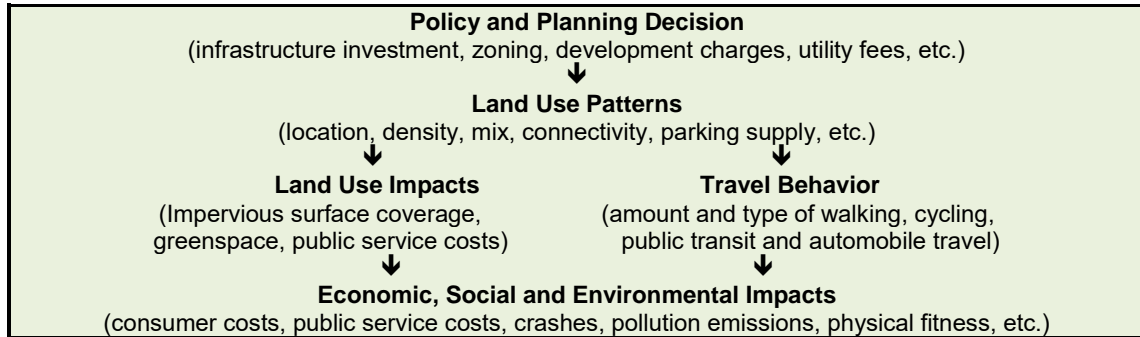 Policy and Planning Decision
(infrastructure investment, zoning, development charges, utility fees, etc.)
Land Use Patterns
(location, density, mix, connectivity, parking supply, etc.)
Land Use Impacts
(Impervious surface coverage,
greenspace, public service costs)
Travel Behavior
(amount and type of walking, cycling,
public transit and automobile travel)
Economic, Social and Environmental Impacts
(consumer costs, public service costs, crashes, pollution emissions, physical fitness, etc.)